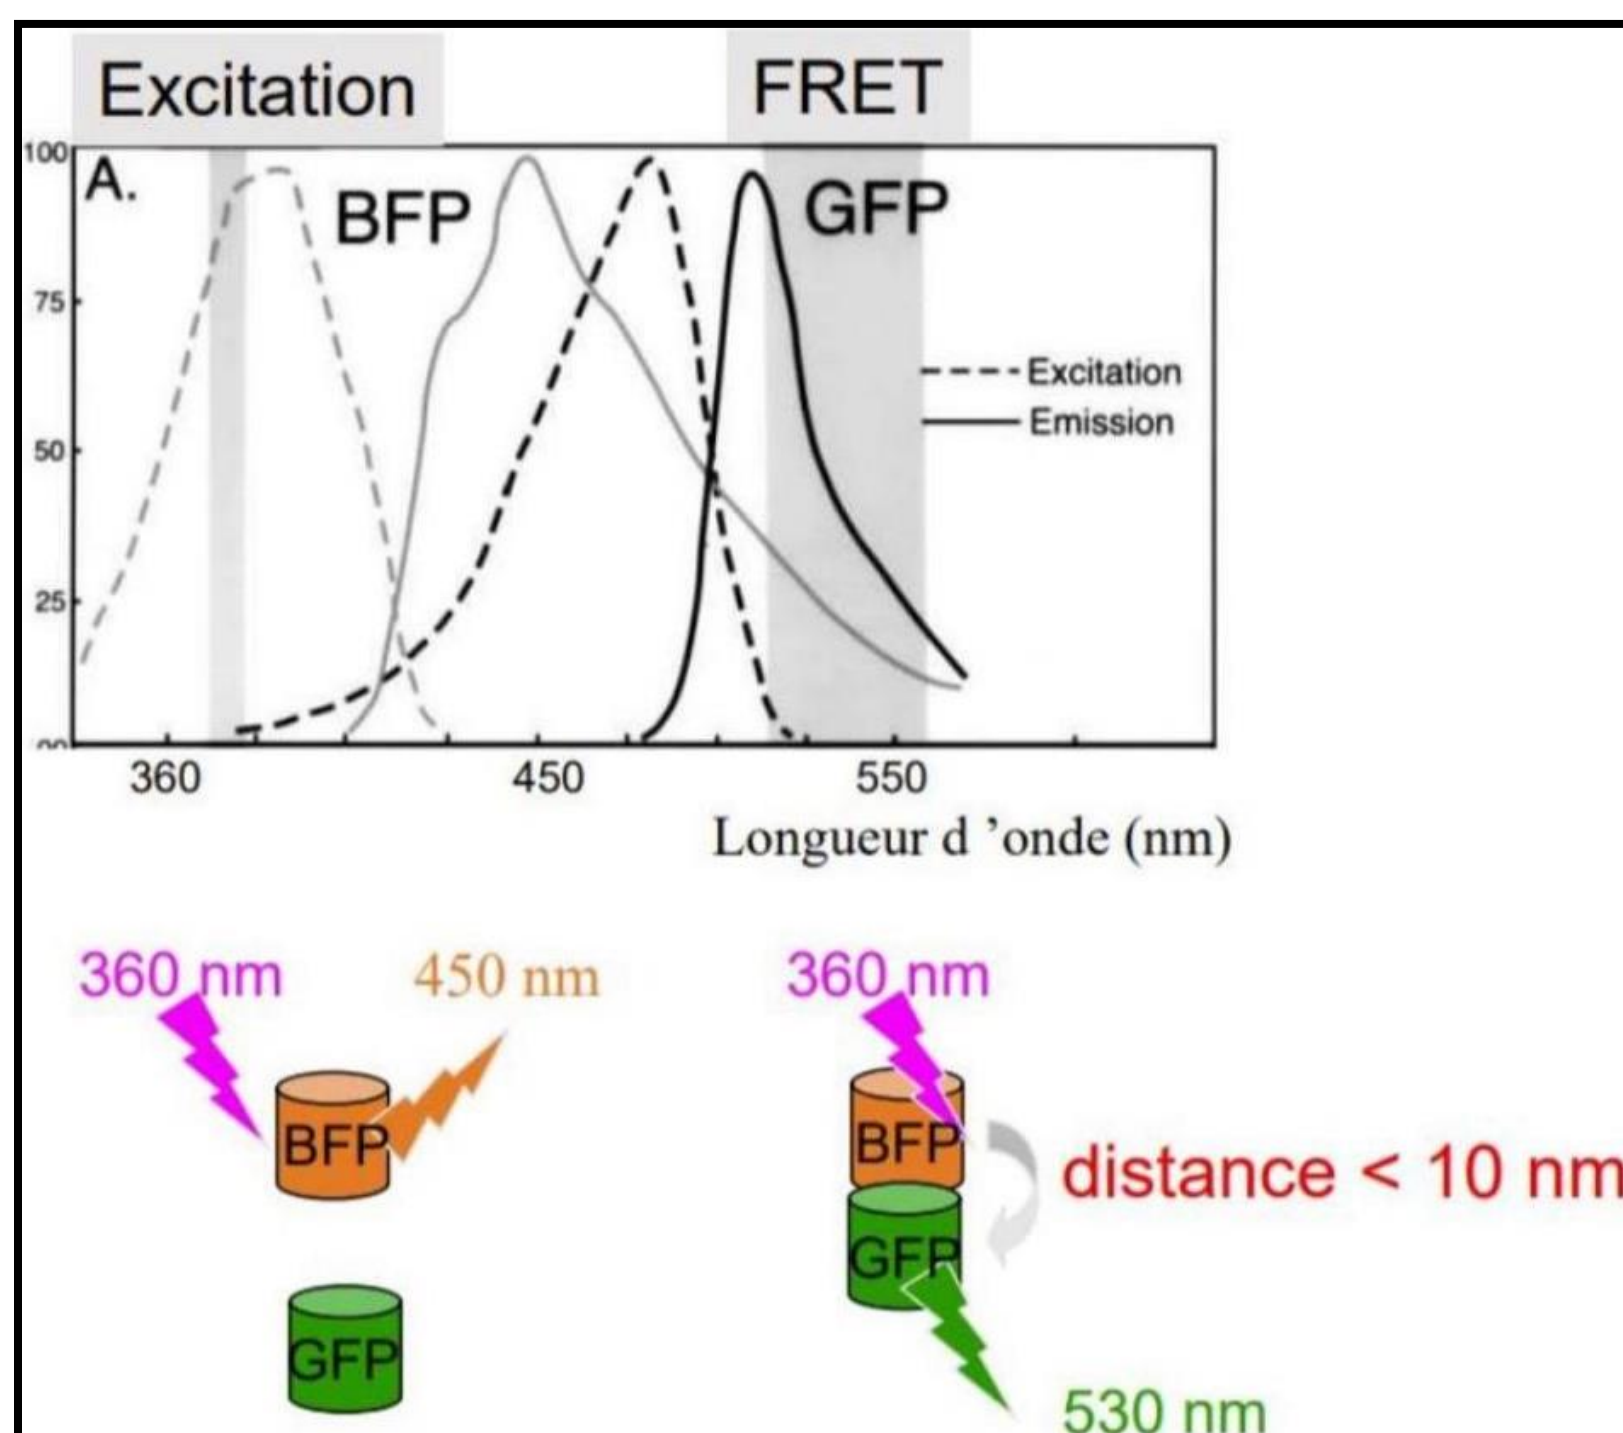 Excitation FRET
100
A.
BFP GFP
75
Excitation
Emission
50
25
360 450 550
Longueur d ’onde (nm)
360 nm 450 nm 360 nm
BFP BFP
distance < 10 nm
GFP GFP
530 nm